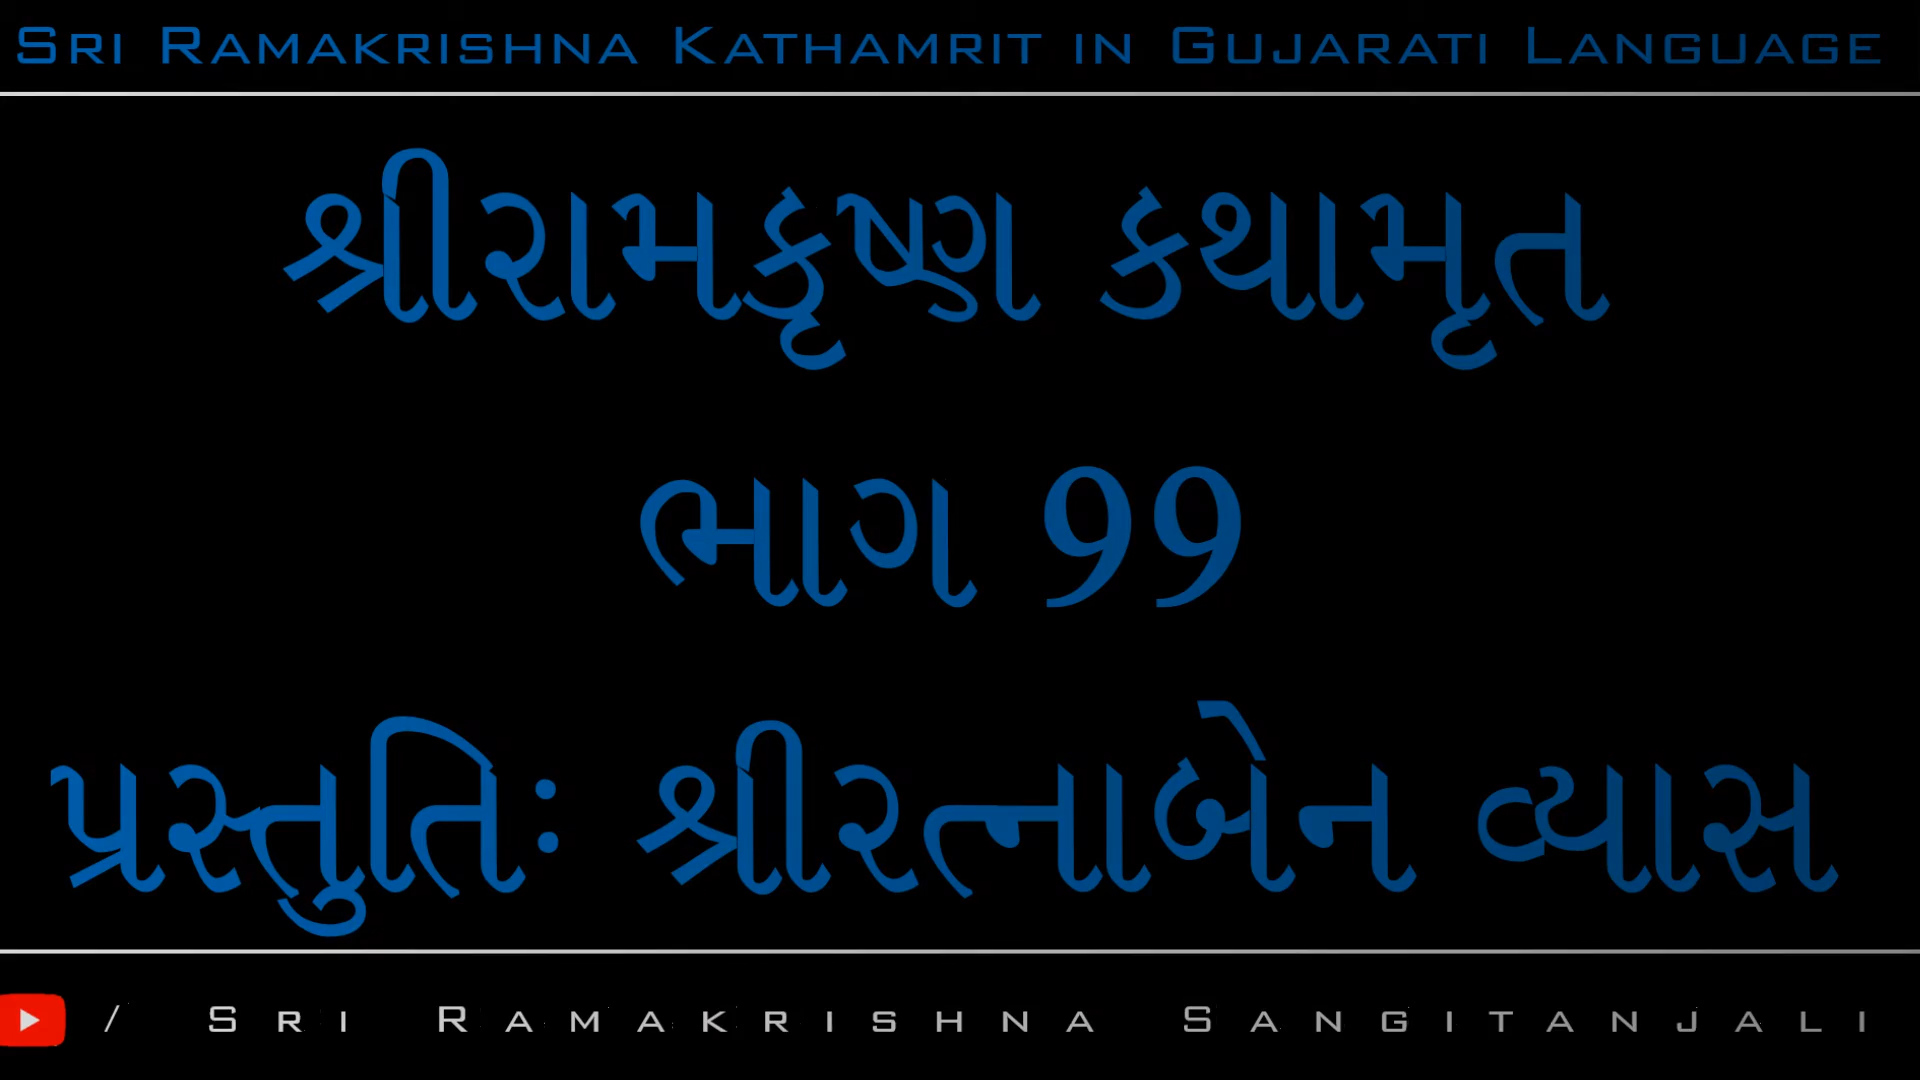 Sri Ramakrishna Kathamrit in Gujarati Language
શ્રીરામકૃષ્ણ કથામૃત
ભાગ 99
પ્રસ્તુતિઃ શ્રીરત્નાબેન વ્યાસ
/ Sri Ramakrishna Sangitanjali